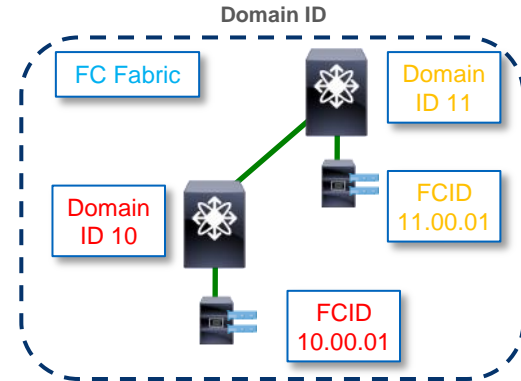 Domain ID
FC Fabric
Domain
ID 11
FCID
11.00.01
Domain
ID 10
FCID
10.00.01